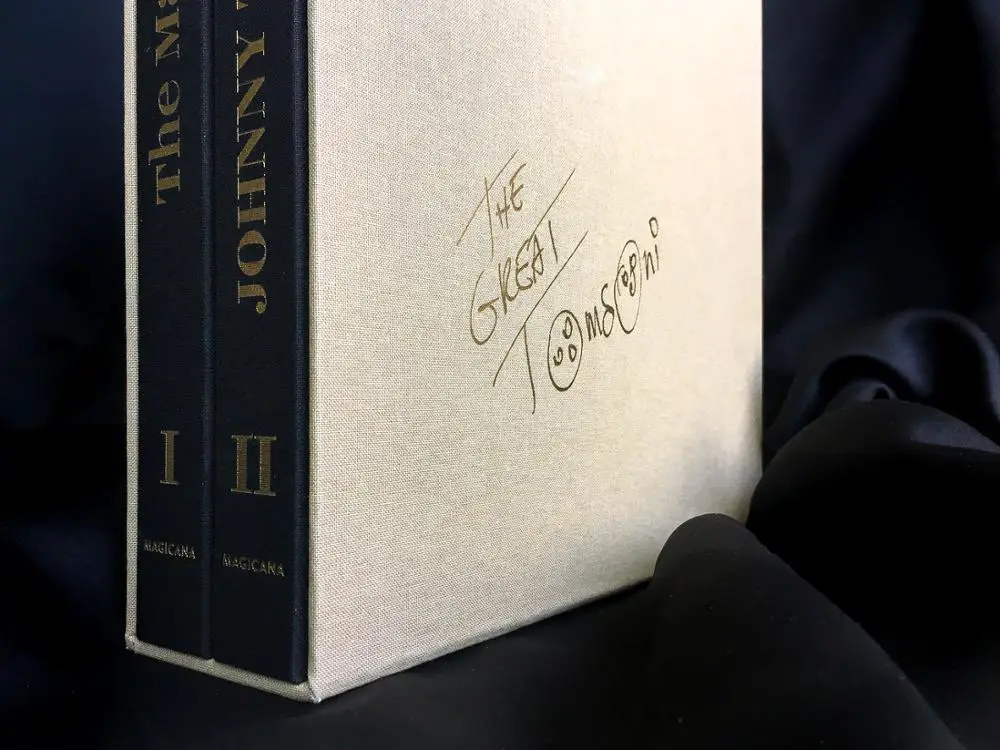 The Ma
I
MAGICANA
JOHNNY
II
MAGICANA
THE
GREAT
Tomsoni